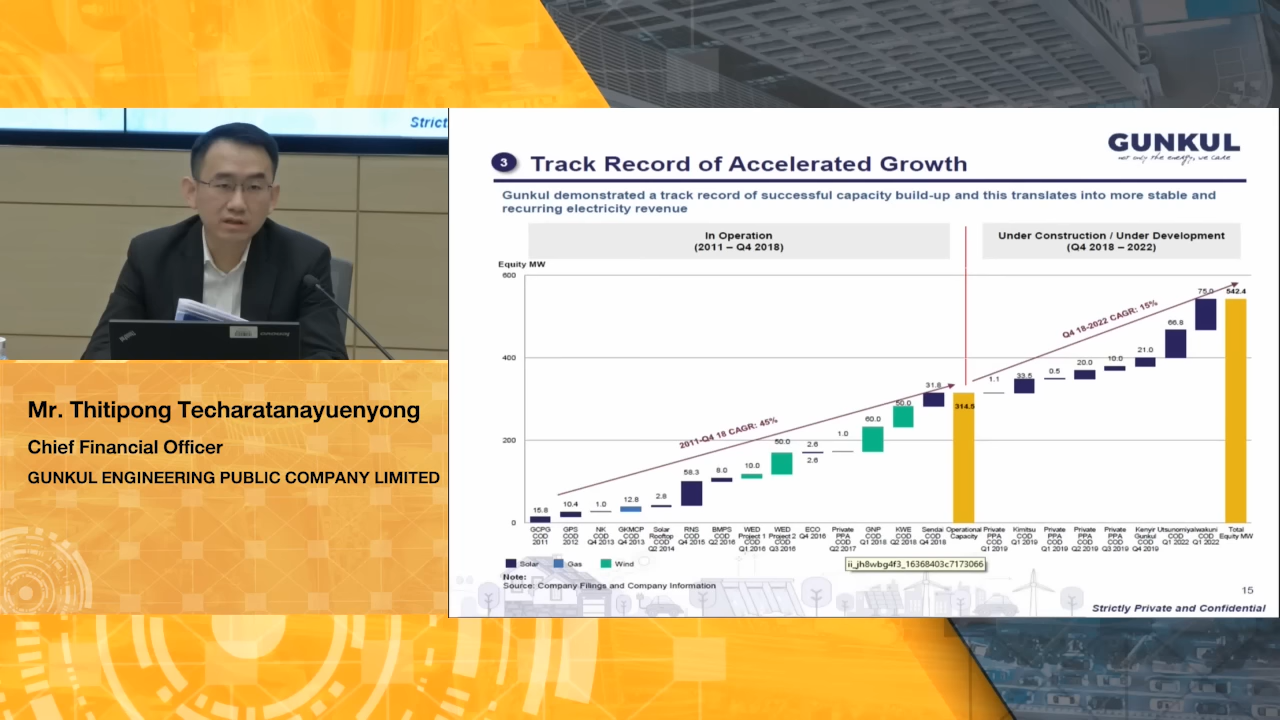 Strict
Mr. Thitipong Techaratanayuenyong
Chief Financial Officer
GUNKUL ENGINEERING PUBLIC COMPANY LIMITED
GUNKUL
not only the energy, we care
3 Track Record of Accelerated Growth
Gunkul demonstrated a track record of successful capacity build-up and this translates into more stable and
recurring electricity revenue
In Operation
(2011 – Q4 2018)
Under Construction / Under Development
(Q4 2018 – 2022)
Equity MW
600
400
200
0
2011-Q4 18 CAGR: 45%
Q4 18-2022 CAGR: 15%
15.8
10.4
1.0
12.8
2.8
58.3
8.0
10.0
50.0
2.6
2.6
1.0
60.0
50.0
31.8
314.5
1.1
33.5
0.5
20.0
10.0
21.0
66.8
75.0
542.4
GCPG COD 2011
GPS COD 2012
NK COD Q4 2013
GKMCP COD Q4 2013
Solar Rooftop COD Q2 2014
RNS COD Q4 2015
BMPS COD Q2 2016
WED Project 1 COD Q1 2016
WED Project 2 COD Q3 2016
ECO COD Q4 2016
Private PPA COD Q2 2017
GNP COD Q1 2018
KWE COD Q2 2018
Sendai COD Q4 2018
Operational Capacity
Private PPA COD Q1 2019
Kimitsu COD Q1 2019
Private PPA COD Q1 2019
Private PPA COD Q2 2019
Private PPA COD Q3 2019
Kenyir Gunkul COD Q4 2019
Utsunomiya COD Q1 2022
Iwakuni COD Q1 2022
Total Equity MW
Solar Gas Wind
ii_jh8wbg4f3_16368403c7173066
Note:
Source: Company Filings and Company Information
15
Strictly Private and Confidential